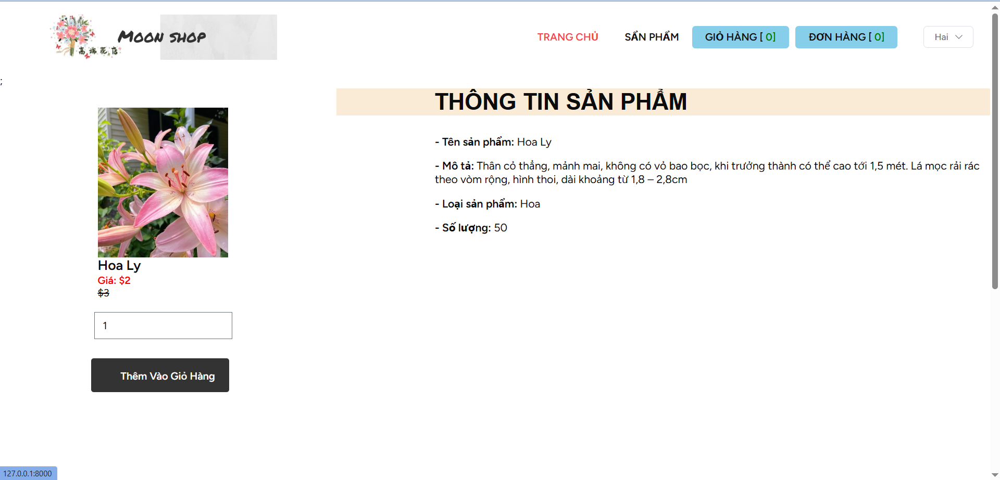 高端花店
Moon shop
TRANG CHỦ
SẢN PHẨM
GIỎ HÀNG [ 0]
ĐƠN HÀNG [ 0]
Hai
;
THÔNG TIN SẢN PHẨM
- Tên sản phẩm: Hoa Ly
- Mô tả: Thân cỏ thẳng, mảnh mai, không có vỏ bao bọc, khi trưởng thành có thể cao tới 1,5 mét. Lá mọc rải rác
theo vòm rộng, hình thoi, dài khoảng từ 1,8 – 2,8cm
- Loại sản phẩm: Hoa
- Số lượng: 50
Hoa Ly
Giá: $2
$3
1
Thêm Vào Giỏ Hàng
127.0.0.1:8000